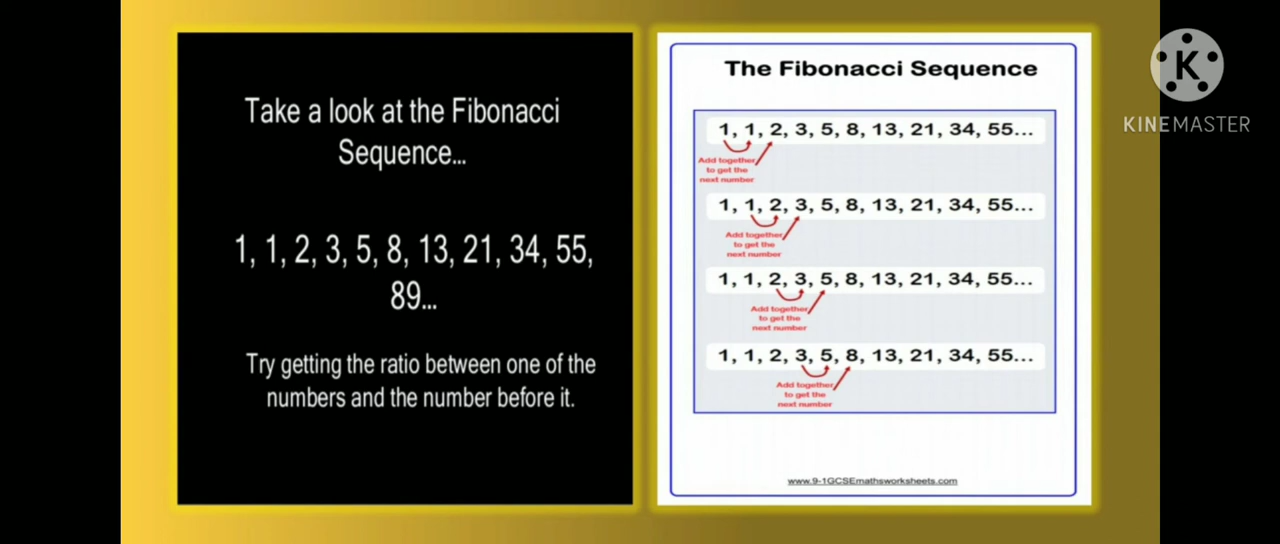 Take a look at the Fibonacci
Sequence...
1, 1, 2, 3, 5, 8, 13, 21, 34, 55,
89...
Try getting the ratio between one of the
numbers and the number before it.
The Fibonacci Sequence
1, 1, 2, 3, 5, 8, 13, 21, 34, 55...
Add together
to get the
next number
1, 1, 2, 3, 5, 8, 13, 21, 34, 55...
Add together
to get the
next number
1, 1, 2, 3, 5, 8, 13, 21, 34, 55...
Add together
to get the
next number
1, 1, 2, 3, 5, 8, 13, 21, 34, 55...
Add together
to get the
next number
www.9-1GCSEmathsworksheets.com
K
KINEMASTER